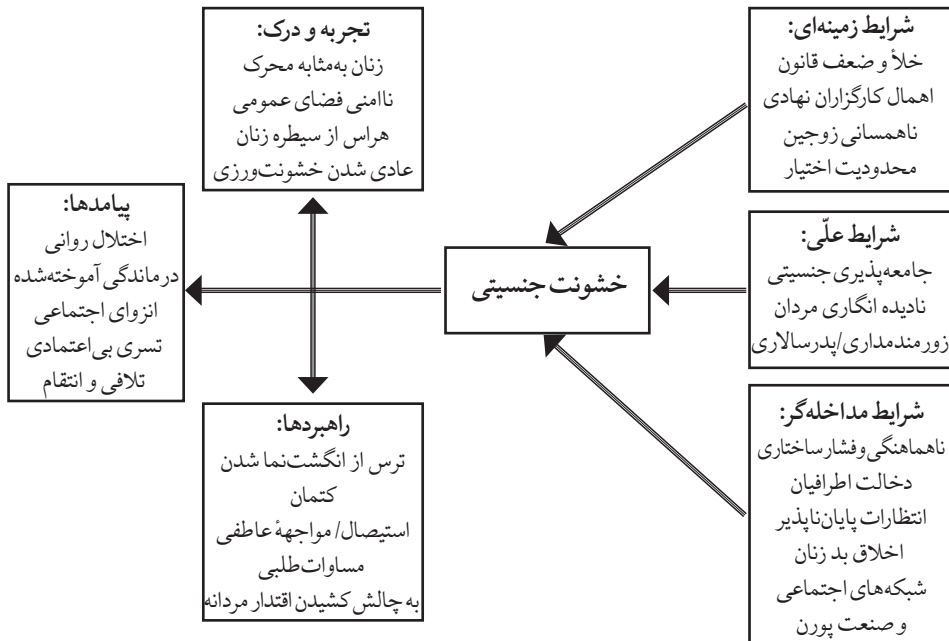 شرایط زمینه‌ای:
خلأ و ضعف قانون
اهمال کارگزاران نهادی
ناهمسانی زوجین
محدودیت اختیار
شرایط علّی:
جامعه‌پذیری جنسیتی
نادیده انگاری مردان
زورمندمداری/پدرسالاری
شرایط مداخله‌گر:
ناهماهنگی و فشار ساختاری
دخالت اطرافیان
انتظارات پایان‌ناپذیر
اخلاق بد زنان
شبکه‌های اجتماعی
و صنعت پورن
خشونت جنسیتی
تجربه و درک:
زنان به‌مثابه محرک
ناامنی فضای عمومی
هراس از سیطره زنان
عادی شدن خشونت‌ورزی
راهبردها:
ترس از انگشت‌نما شدن
کتمان
استیصال/ مواجههٔ عاطفی
مساوات‌طلبی
به چالش کشیدن اقتدار مردانه
پیامدها:
اختلال روانی
درماندگی آموخته‌شده
انزوای اجتماعی
تسری بی‌اعتمادی
تلافی و انتقام